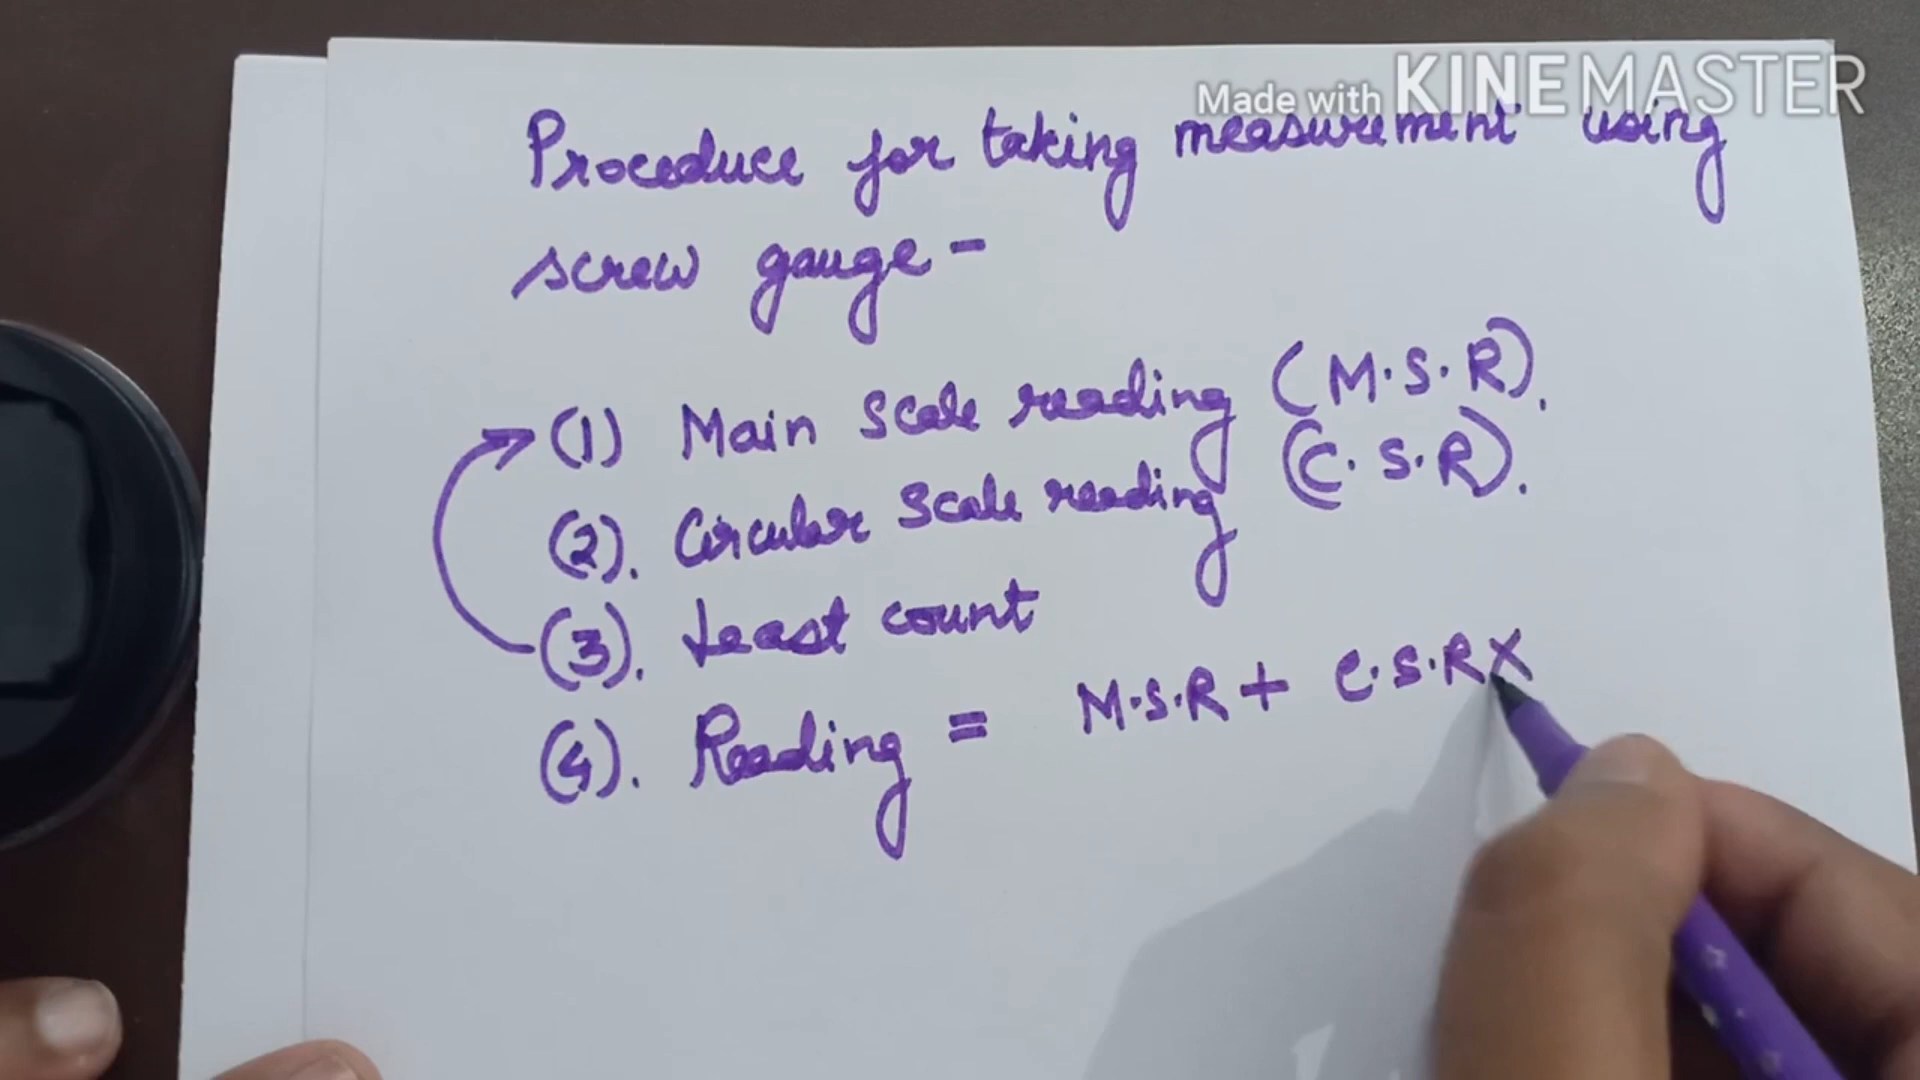 Made with KINEMASTER
Proceduce for taking measurement using
screw gauge -
(1) Main Scale reading (M.S.R).
(2). Circular Scale reading (C.S.R).
(3). Least count
(4). Reading = M.S.R + C.S.R X